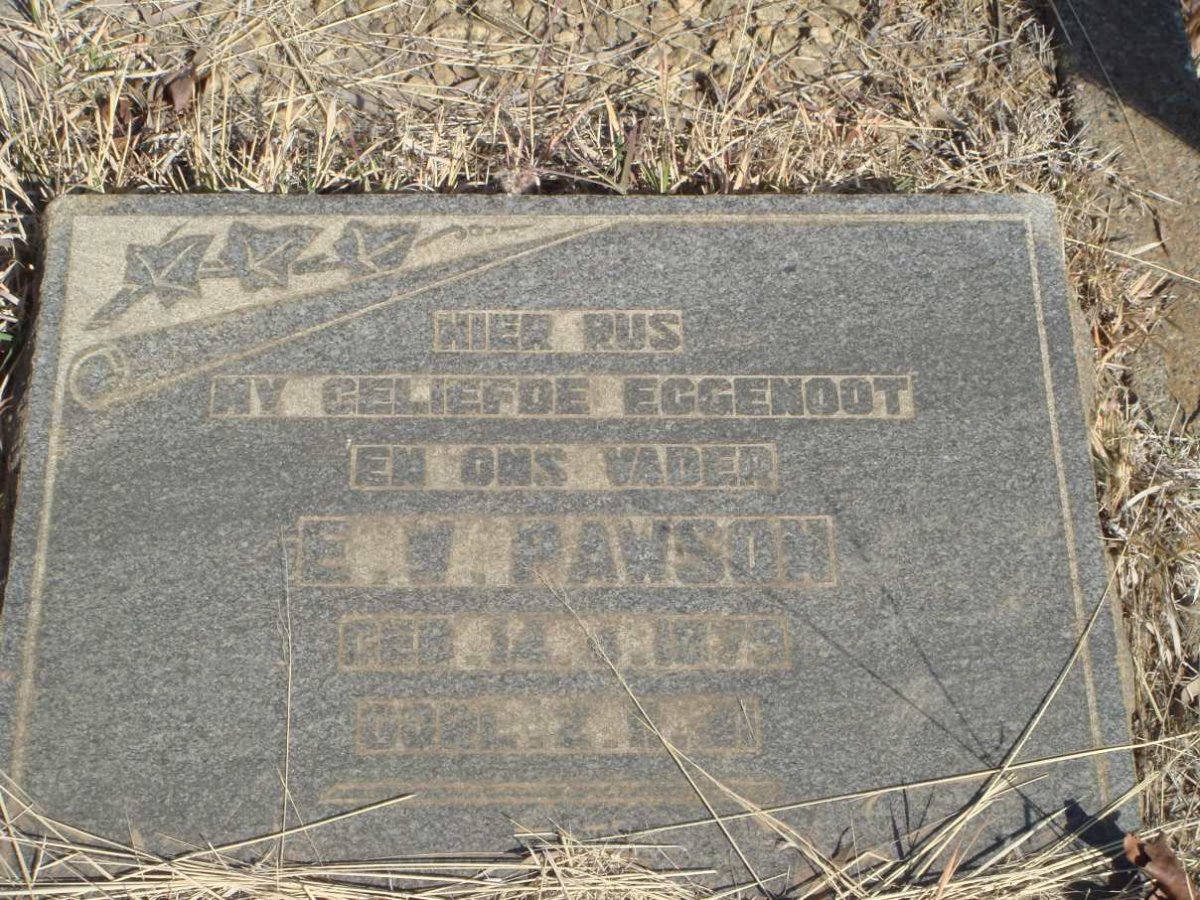 HIER RUS
MY GELIEFDE EGGENOOT
EN ONS VADER
E.V. PAWSON
GEB.
OORL.